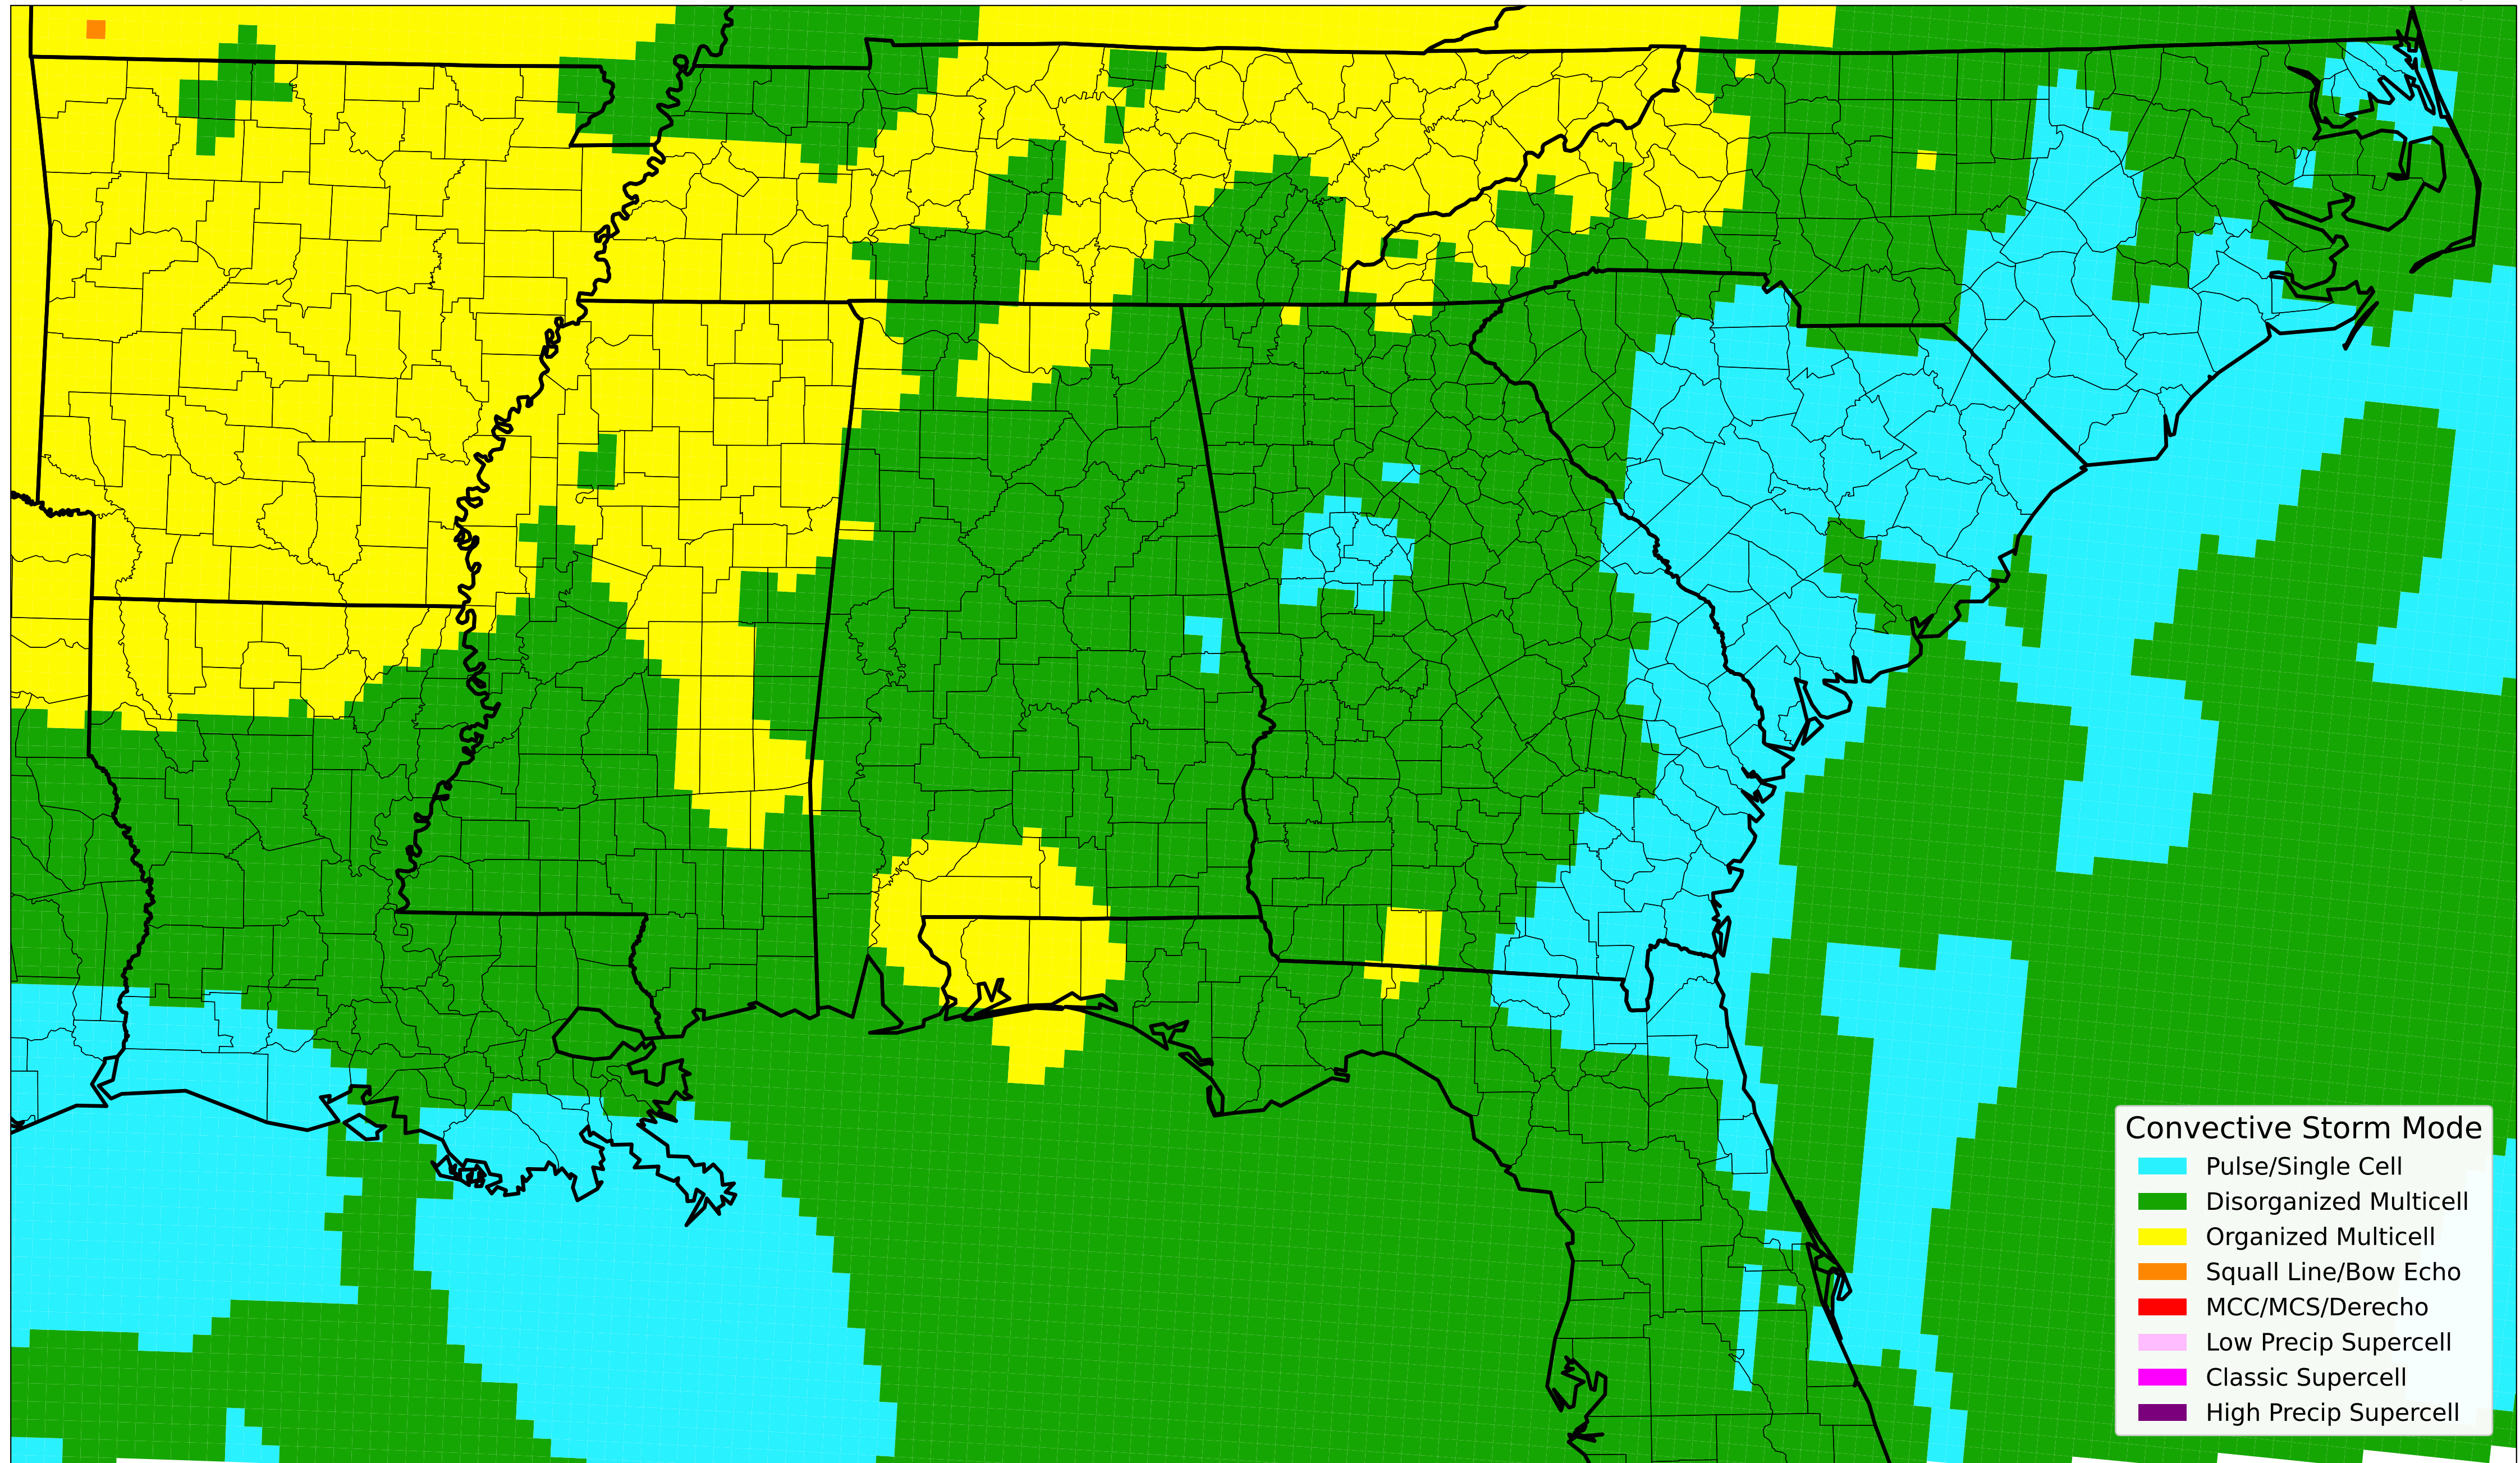 Convective Storm Mode
Pulse/Single Cell
Disorganized Multicell
Organized Multicell
Squall Line/Bow Echo
MCC/MCS/Derecho
Low Precip Supercell
Classic Supercell
High Precip Supercell